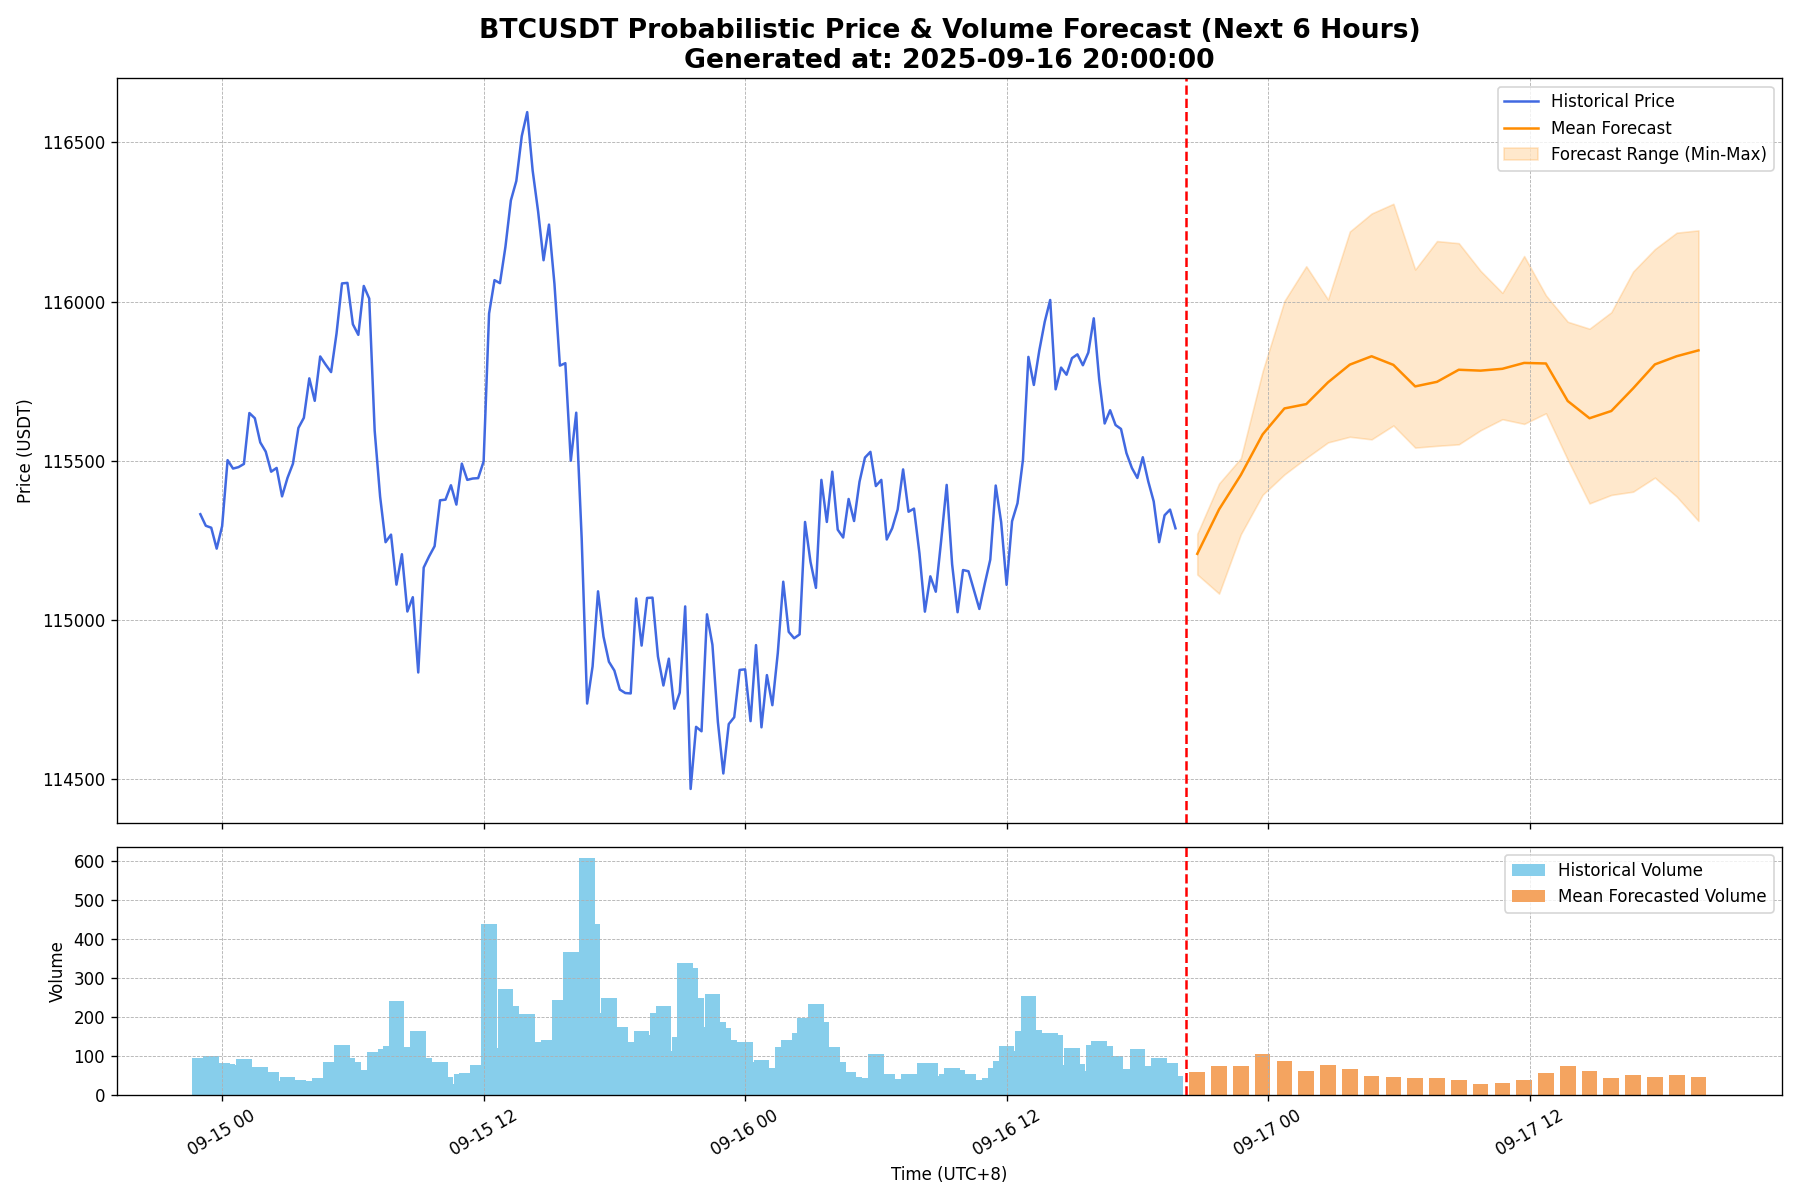 BTCUSDT Probabilistic Price & Volume Forecast (Next 6 Hours)
Generated at: 2025-09-16 20:00:00
Historical Price
Mean Forecast
Forecast Range (Min-Max)
116500
116000
115500
115000
114500
Price (USDT)
Historical Volume
Mean Forecasted Volume
600
500
400
300
200
100
0
Volume
09-15 00
09-15 12
09-16 00
09-16 12
09-17 00
09-17 12
Time (UTC+8)